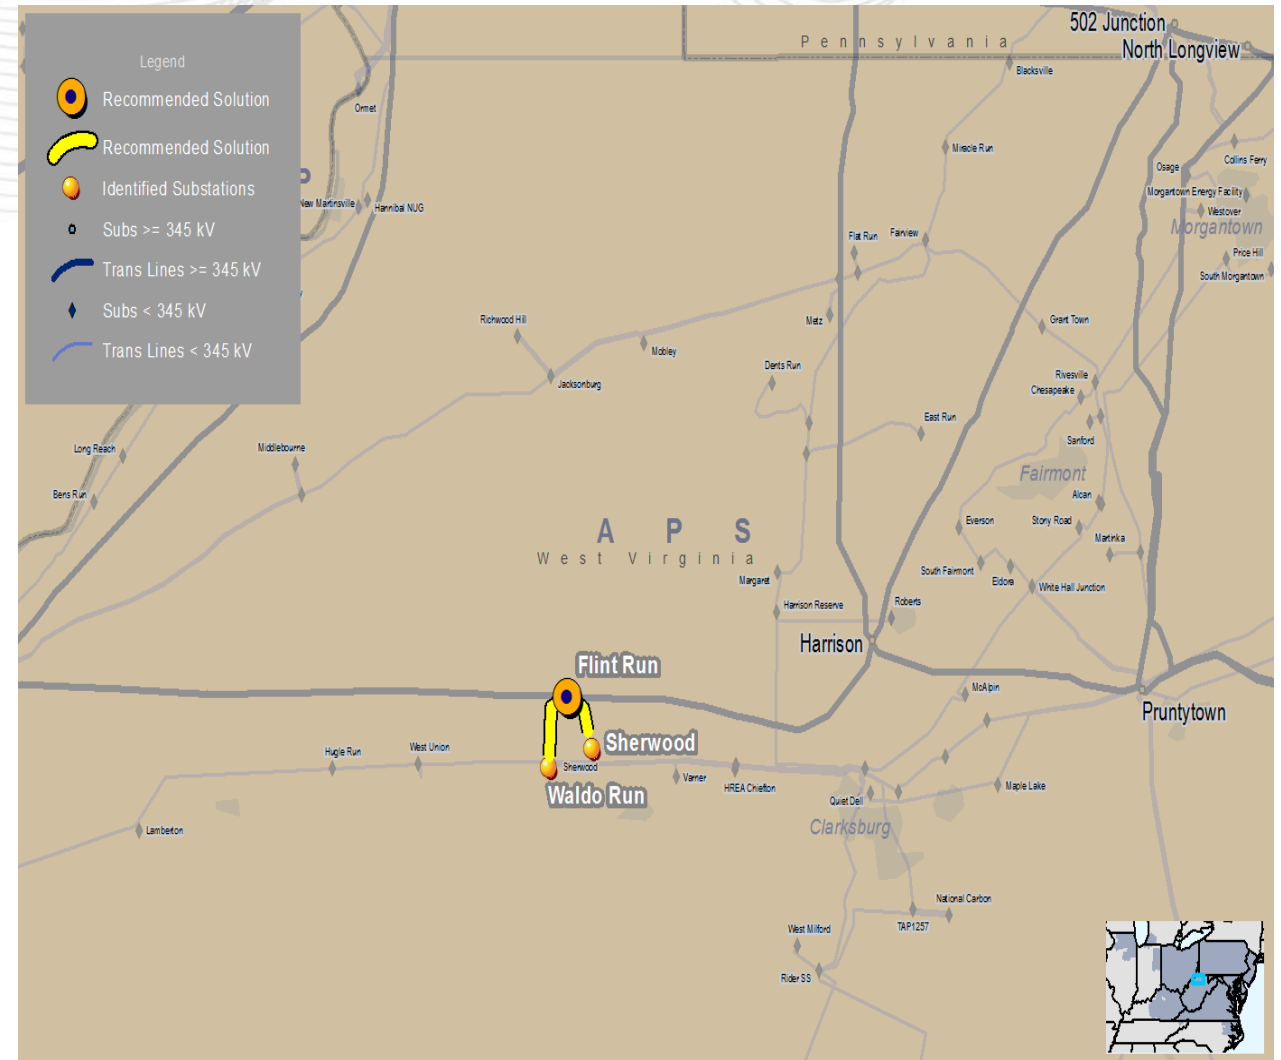 Legend
Recommended Solution
Recommended Solution
Identified Substations
Subs >= 345 kV
Trans Lines >= 345 kV
Subs < 345 kV
Trans Lines < 345 kV
502 Junction
North Longview
Pennsylvania
Blacksville
Ormet
Miracle Run
Collins Ferry
Osage
Morgantown Energy Facility
New Martinsville
Hannibal NUG
Westover
Morgantown
Flat Run
Fairview
Price Hill
South Morgantown
Richwood Hill
Metz
Grant Town
Mobley
Dents Run
Jacksonburg
Rivesville
Chesapeake
East Run
Sanford
Long Reach
Middlebourne
Fairmont
Bens Run
Alcan
Everson
Stony Road
A P S
West Virginia
Martinka
Margaret
South Fairmont
Eldora
White Hall Junction
Harrison Reserve
Roberts
Harrison
Flint Run
McAlpin
Pruntytown
Sherwood
Hugle Run
West Union
Sherwood
Varner
HREA Chiefton
Maple Lake
Waldo Run
Quiet Dell
Lamberton
Clarksburg
National Carbon
West Milford
TAP1257
Rider SS